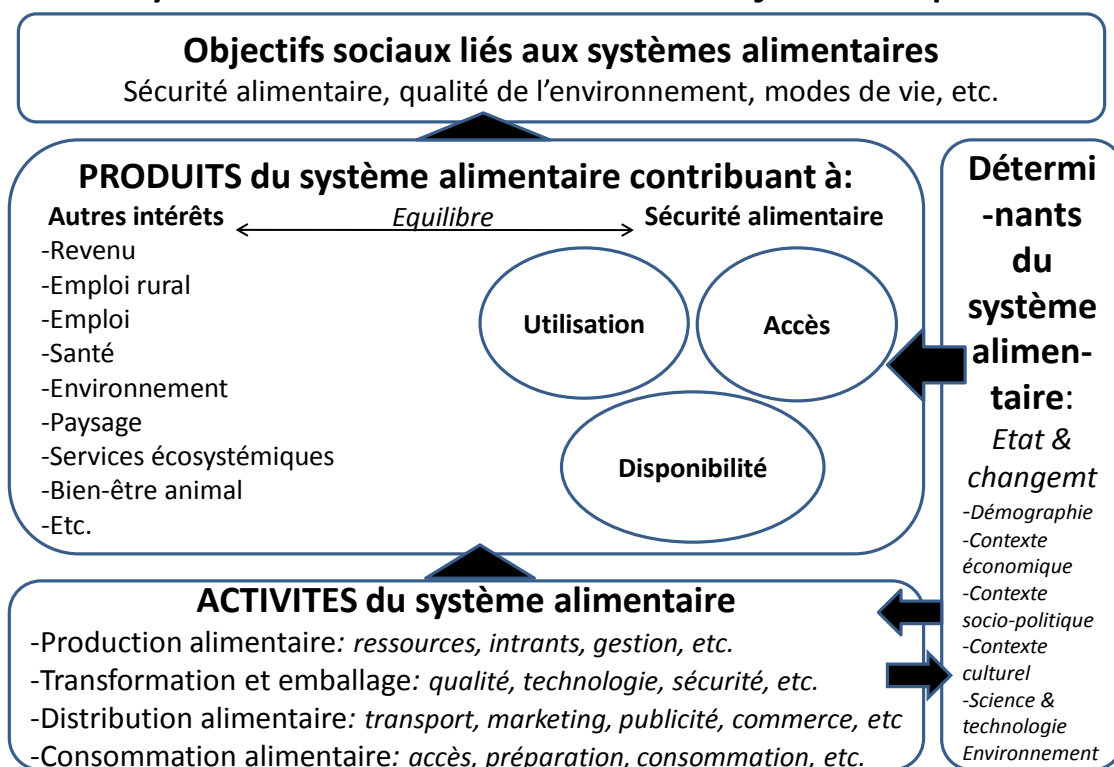 Objectifs sociaux liés aux systèmes alimentaires
Sécurité alimentaire, qualité de l'environnement, modes de vie, etc.
PRODUITS du système alimentaire contribuant à:
Autres intérêts
Equilibre
Sécurité alimentaire
-Revenu
-Emploi rural
-Emploi
-Santé
-Environnement
-Paysage
-Services écosystémiques
-Bien-être animal
-Etc.
Utilisation
Accès
Disponibilité
ACTIVITES du système alimentaire
-Production alimentaire: ressources, intrants, gestion, etc.
-Transformation et emballage: qualité, technologie, sécurité, etc.
-Distribution alimentaire: transport, marketing, publicité, commerce, etc
-Consommation alimentaire: accès, préparation, consommation, etc.
Détermi
-nants
du
système
alimen-
taire:
Etat &
changemt
-Démographie
-Contexte
économique
-Contexte
socio-politique
-Contexte
culturel
-Science &
technologie
Environnement